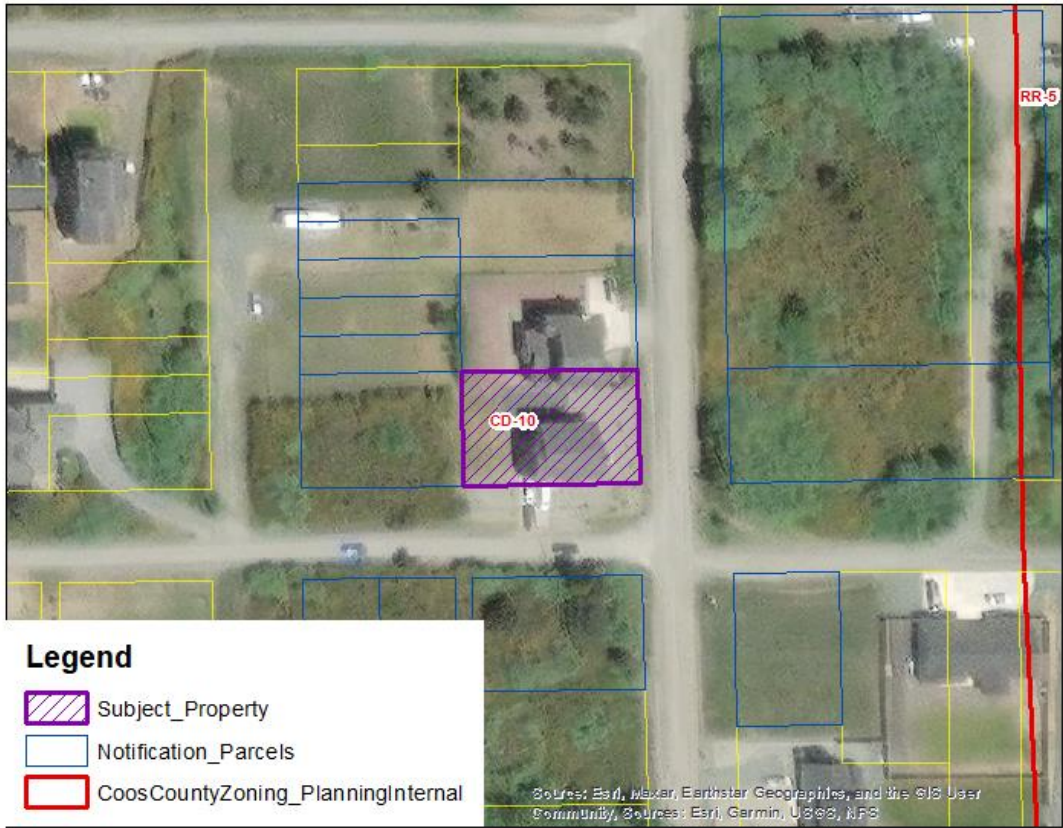 RR-5
CD-10
Legend
Subject_Property
Notification_Parcels
CoosCountyZoning_PlanningInternal
Source: Esri, Maxar, Earthstar Geographics, and the GIS User
Community, Sources: Esri, Garmin, USGS, NPS